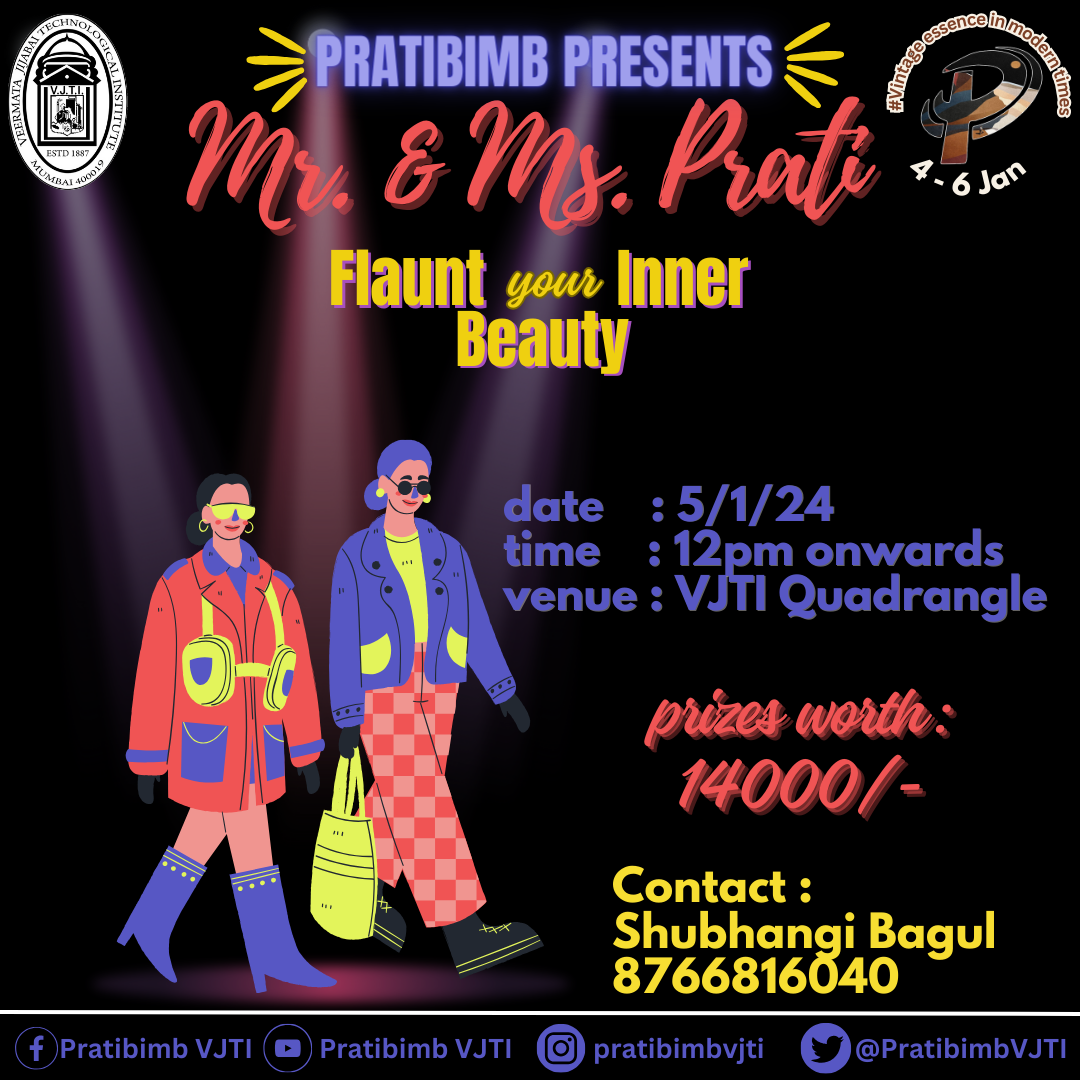 VEERMATA JIJABAI TECHNOLOGICAL INSTITUTE
V.J.T.I.
ESTD 1887
MUMBAI 400019
PRATIBIMB PRESENTS
#Vintage essence in modern times
4 - 6 Jan
Mr. & Ms. Prati
Flaunt your Inner
Beauty
date : 5/1/24
time : 12pm onwards
venue : VJTI Quadrangle
prizes worth :
14000/-
Contact :
Shubhangi Bagul
8766816040
Pratibimb VJTI
Pratibimb VJTI
pratibimbvjti
@PratibimbVJTI